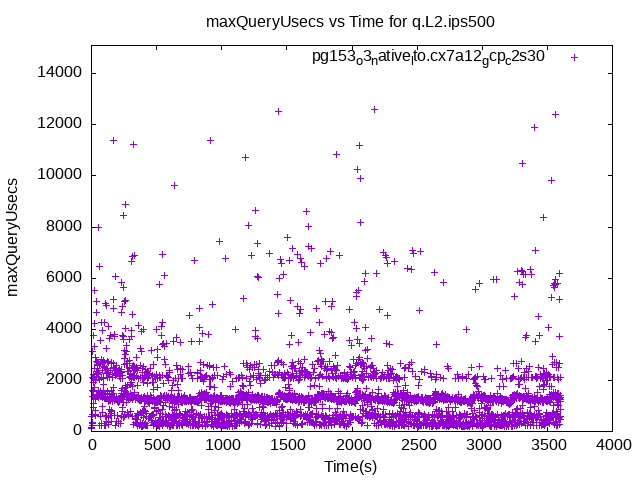 maxQueryUsecs vs Time for q.L2.ips500
pg153_o3_native_lto.cx7a12_gcp_c2s30
14000
12000
10000
8000
6000
4000
2000
0
maxQueryUsecs
0 500 1000 1500 2000 2500 3000 3500 4000
Time(s)